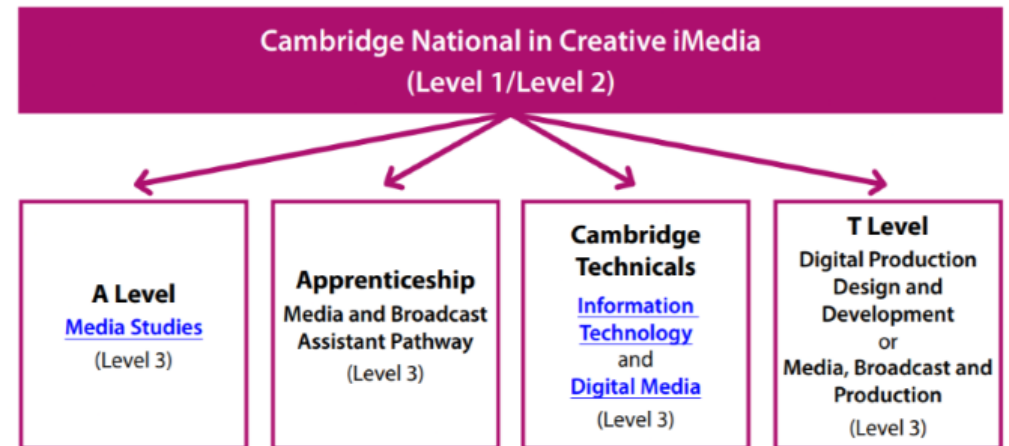 Cambridge National in Creative iMedia
(Level 1/Level 2)
A Level
Media Studies
(Level 3)
Apprenticeship
Media and Broadcast
Assistant Pathway
(Level 3)
Cambridge
Technicals
Information
Technology
and
Digital Media
(Level 3)
T Level
Digital Production
Design and
Development
or
Media, Broadcast and
Production
(Level 3)